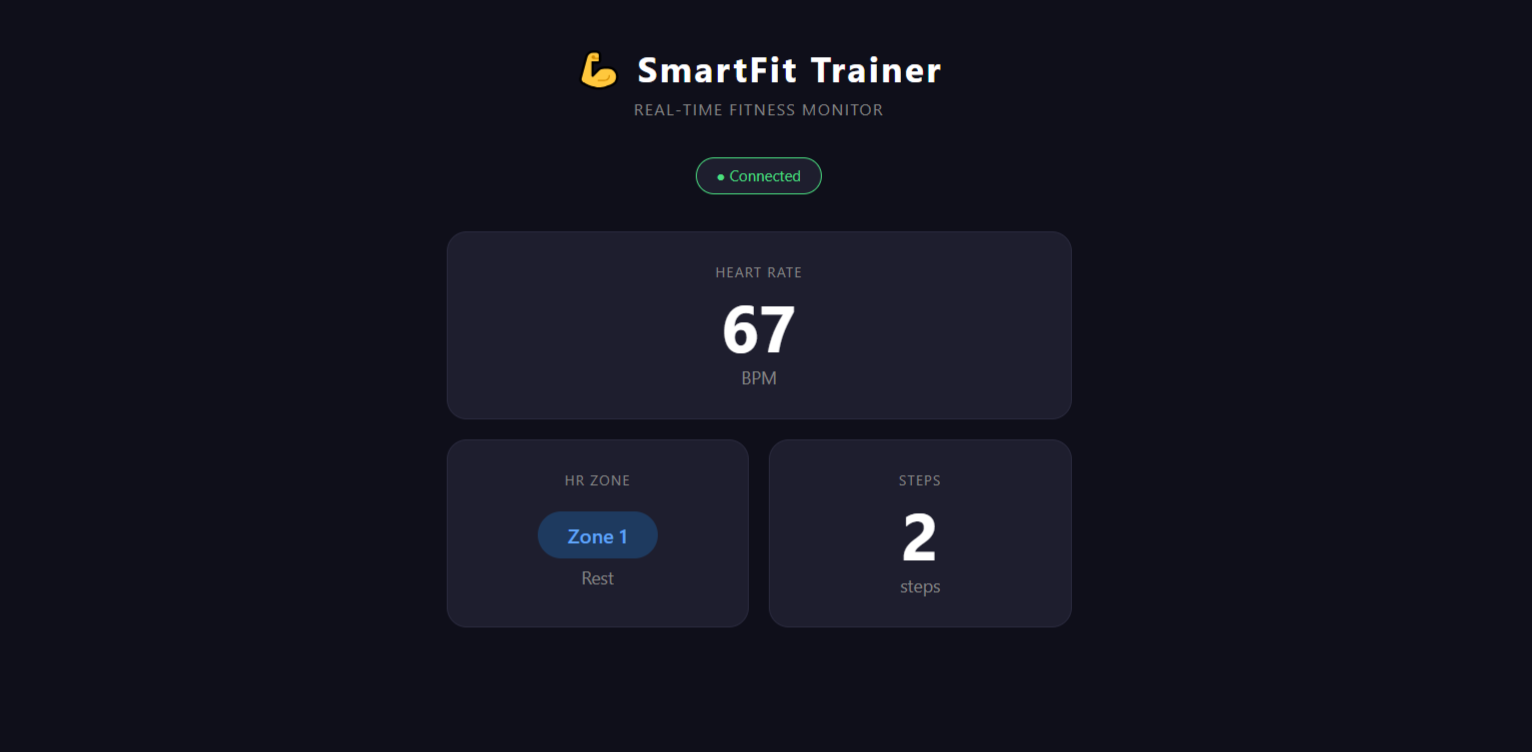 💪 SmartFit Trainer
REAL-TIME FITNESS MONITOR
● Connected
HEART RATE
67
BPM
HR ZONE
Zone 1
Rest
STEPS
2
steps